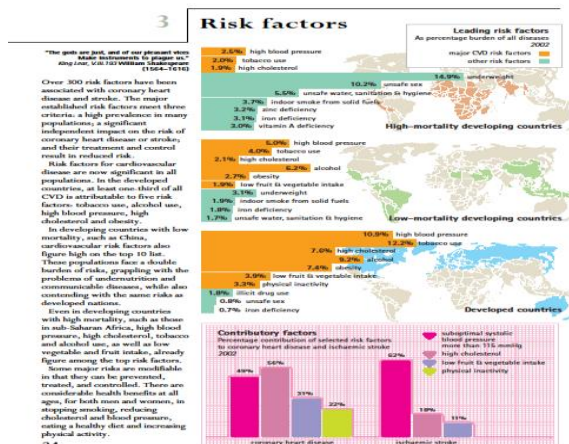 3
Risk factors
"The gods are just, and of our pleasant vices
Make instruments to plague us."
King Lear, V.iii.193 William Shakespeare
(1564–1616)
Over 300 risk factors have been
associated with coronary heart
disease and stroke. The major
established risk factors meet three
criteria: a high prevalence in many
populations; a significant
independent impact on the risk of
coronary heart disease or stroke;
and their treatment and control
result in reduced risk.
Risk factors for cardiovascular
disease are now significant in all
populations. In the developed
countries, at least one-third of all
CVD is attributable to five risk
factors: tobacco use, alcohol use,
high blood pressure, high
cholesterol and obesity.
In developing countries with low
mortality, such as China,
cardiovascular risk factors also
figure high on the top 10 list.
These populations face a double
burden of risks, grappling with the
problems of undernutrition and
communicable diseases, while also
contending with the same risks as
developed nations.
Even in developing countries
with high mortality, such as those
in sub-Saharan Africa, high blood
pressure, high cholesterol, tobacco
and alcohol use, as well as low
vegetable and fruit intake, already
figure among the top risk factors.
Some major risks are modifiable
in that they can be prevented,
treated, and controlled. There are
considerable health benefits at all
ages, for both men and women, in
stopping smoking, reducing
cholesterol and blood pressure,
eating a healthy diet and increasing
physical activity.
Leading risk factors
As percentage burden of all diseases
2002
major CVD risk factors
other risk factors
2.5% high blood pressure
2.0% tobacco use
1.9% high cholesterol
14.9% underweight
10.2% unsafe sex
5.5% unsafe water, sanitation & hygiene
3.7% indoor smoke from solid fuels
3.2% zinc deficiency
3.1% iron deficiency
3.0% vitamin A deficiency
High-mortality developing countries
5.0% high blood pressure
4.0% tobacco use
2.1% high cholesterol
6.2% alcohol
2.7% obesity
1.9% low fruit & vegetable intake
3.1% underweight
1.9% indoor smoke from solid fuels
1.8% iron deficiency
1.7% unsafe water, sanitation & hygiene
Low-mortality developing countries
10.9% high blood pressure
12.2% tobacco use
7.6% high cholesterol
9.2% alcohol
7.4% obesity
3.9% low fruit & vegetable intake
3.3% physical inactivity
1.8% illicit drug use
0.8% unsafe sex
0.7% iron deficiency
Developed countries
Contributory factors
Percentage contribution of selected risk factors
to coronary heart disease and ischaemic stroke
2002
suboptimal systolic
blood pressure
more than 115 mmHg
high cholesterol
low fruit & vegetable intake
physical inactivity
49%
56%
31%
22%
62%
18%
11%
coronary heart disease
ischaemic stroke